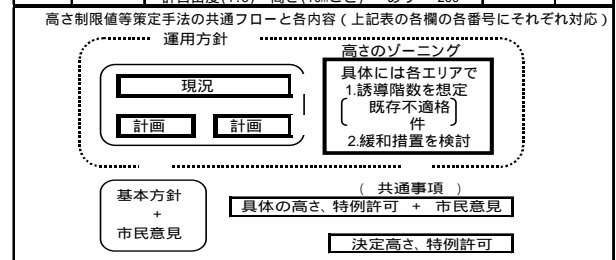 高さ制限値等策定手法の共通フローと各内容(上記表の各欄の各番号にそれぞれ対応)
運用方針
高さのゾーニング
現況
計画
計画
具体には各エリアで
1.誘導階数を想定
既存不適格
件
2.緩和措置を検討
基本方針
+
市民意見
( 共通事項 )
具体の高さ、特例許可 + 市民意見
決定高さ、特例許可